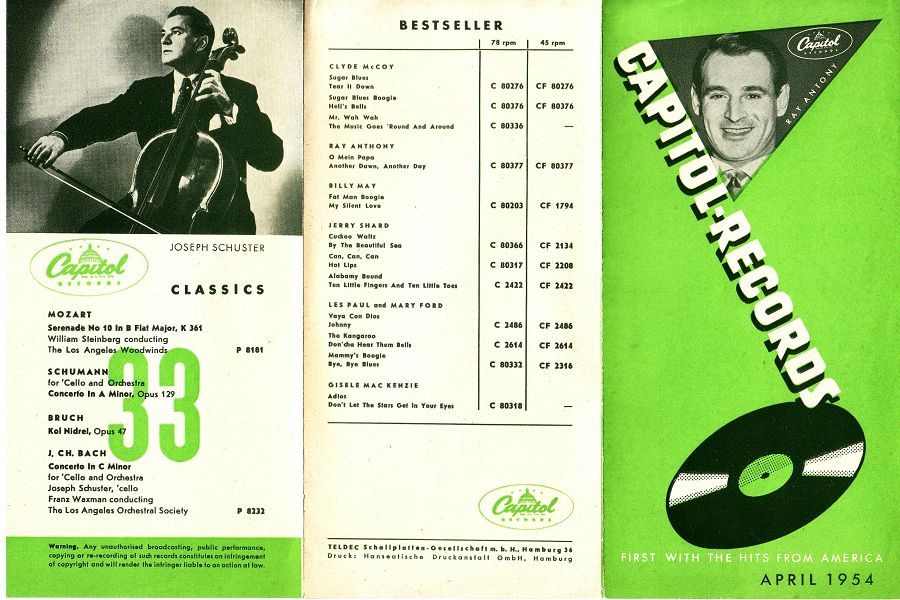 JOSEPH SCHUSTER
Capitol
RECORDS
CLASSICS
33
MOZART
Serenade No 10 in B Flat Major, K 361
William Steinberg conducting
The Los Angeles Woodwinds P 8181
SCHUMANN
for 'Cello and Orchestra
Concerto in A Minor, Opus 129
BRUCH
Kol Nidrei, Opus 47
J. CH. BACH
Concerto in C Minor
for 'Cello and Orchestra
Joseph Schuster, 'cello
Franz Waxman conducting
The Los Angeles Orchestral Society P 8232
Warning. Any unauthorised broadcasting, public performance,
copying or re-recording of such records constitutes an infringement
of copyright and will render the infringer liable to an action at law.
BESTSELLER
78 rpm 45 rpm
CLYDE McCOY
Sugar Blues
Tear It Down C 80276 CF 80276
Sugar Blues Boogie
Hell's Bells C 80376 CF 80376
Mr. Wah Wah
The Music Goes 'Round And Around C 80336 —
RAY ANTHONY
O Mein Papa
Another Dawn, Another Day C 80377 CF 80377
BILLY MAY
Fat Man Boogie
My Silent Love C 80203 CF 1794
JERRY SHARD
Cuckoo Waltz
By The Beautiful Sea C 80366 CF 2134
Can, Can, Can
Hot Lips C 80317 CF 2208
Alabamy Bound
Ten Little Fingers And Ten Little Toes C 2422 CF 2422
LES PAUL and MARY FORD
Vaya Con Dios
Johnny C 2486 CF 2486
The Kangaroo
Don'cha Hear Them Bells C 2614 CF 2614
Mammy's Boogie
Bye, Bye Blues C 80332 CF 2316
GISELE MAC KENZIE
Adios
Don't Let The Stars Get In Your Eyes C 80318 —
Capitol
RECORDS
TELDEC Schallplatten-Gesellschaft m. b. H., Hamburg 36
Druck: Hanseatische Druckanstalt GmbH, Hamburg
Capitol
RECORDS
RAY ANTONY
CAPITOL-RECORDS
FIRST WITH THE HITS FROM AMERICA
APRIL 1954